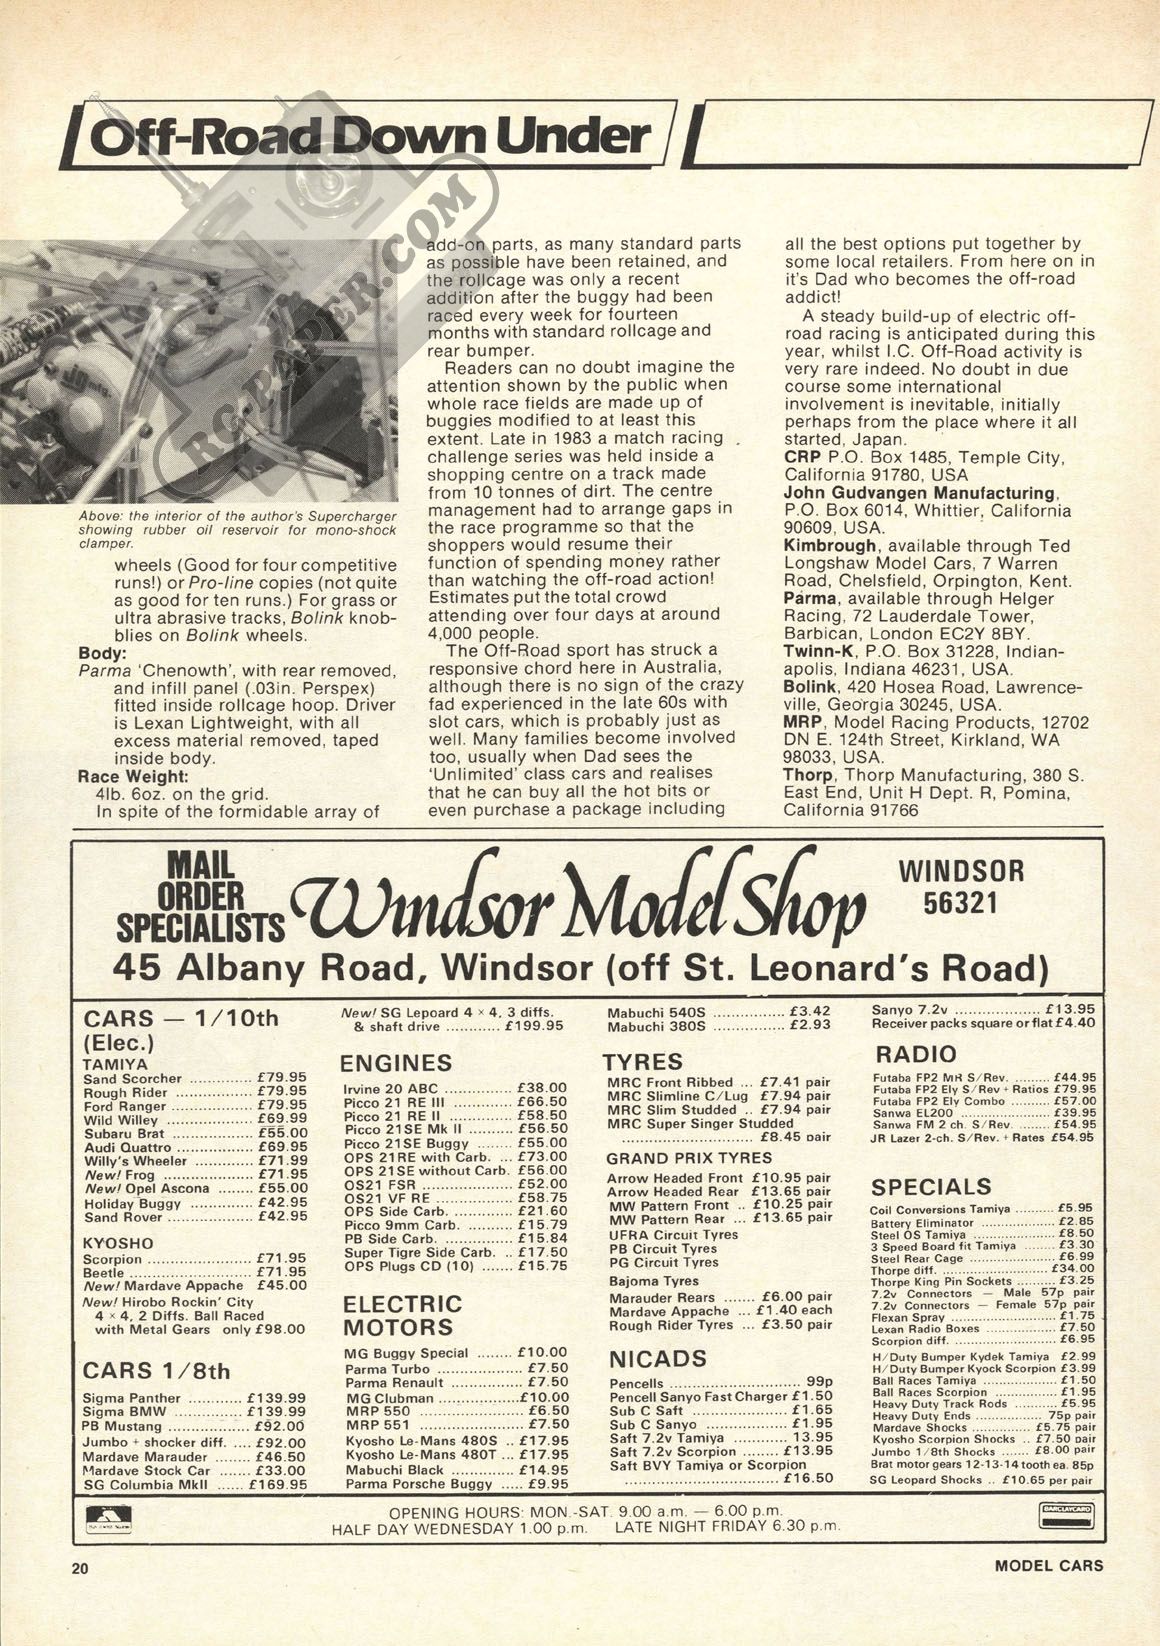 Off-Road Down Under
RC-PAPER.COM
Above: the interior of the author's Supercharger
showing rubber oil reservoir for mono-shock
clamper.
wheels (Good for four competitive
runs!) or Pro-line copies (not quite
as good for ten runs.) For grass or
ultra abrasive tracks, Bolink knob-
blies on Bolink wheels.
Body:
Parma 'Chenowth', with rear removed,
and infill panel (.03in. Perspex)
fitted inside rollcage hoop. Driver
is Lexan Lightweight, with all
excess material removed, taped
inside body.
Race Weight:
4lb. 6oz. on the grid.
In spite of the formidable array of
add-on parts, as many standard parts
as possible have been retained, and
the rollcage was only a recent
addition after the buggy had been
raced every week for fourteen
months with standard rollcage and
rear bumper.
Readers can no doubt imagine the
attention shown by the public when
whole race fields are made up of
buggies modified to at least this
extent. Late in 1983 a match racing
challenge series was held inside a
shopping centre on a track made
from 10 tonnes of dirt. The centre
management had to arrange gaps in
the race programme so that the
shoppers would resume their
function of spending money rather
than watching the off-road action!
Estimates put the total crowd
attending over four days at around
4,000 people.
The Off-Road sport has struck a
responsive chord here in Australia,
although there is no sign of the crazy
fad experienced in the late 60s with
slot cars, which is probably just as
well. Many families become involved
too, usually when Dad sees the
'Unlimited' class cars and realises
that he can buy all the hot bits or
even purchase a package including
all the best options put together by
some local retailers. From here on in
it's Dad who becomes the off-road
addict!
A steady build-up of electric off-
road racing is anticipated during this
year, whilst I.C. Off-Road activity is
very rare indeed. No doubt in due
course some international
involvement is inevitable, initially
perhaps from the place where it all
started, Japan.
CRP P.O. Box 1485, Temple City,
California 91780, USA
John Gudvangen Manufacturing,
P.O. Box 6014, Whittier, California
90609, USA.
Kimbrough, available through Ted
Longshaw Model Cars, 7 Warren
Road, Chelsfield, Orpington, Kent.
Parma, available through Helger
Racing, 72 Lauderdale Tower,
Barbican, London EC2Y 8BY.
Twinn-K, P.O. Box 31228, Indian-
apolis, Indiana 46231, USA.
Bolink, 420 Hosea Road, Lawrence-
ville, Georgia 30245, USA.
MRP, Model Racing Products, 12702
DN E. 124th Street, Kirkland, WA
98033, USA.
Thorp, Thorp Manufacturing, 380 S.
East End, Unit H Dept. R, Pomina,
California 91766
MAIL
ORDER
SPECIALISTS
Windsor Model Shop
WINDSOR
56321
45 Albany Road, Windsor (off St. Leonard's Road)
CARS — 1/10th
(Elec.)
TAMIYA
Sand Scorcher .............. £79.95
Rough Rider ................ £79.95
Ford Ranger ................ £79.95
Wild Willey ................ £69.99
Subaru Brat ................ £55.00
Audi Quattro ................ £69.95
Willy's Wheeler ............ £71.99
New! Frog .................. £71.95
New! Opel Ascona ........ £55.00
Holiday Buggy .............. £42.95
Sand Rover .................. £42.95
KYOSHO
Scorpion .................... £71.95
Beetle ...................... £71.95
New! Mardave Appache £45.00
New! Hirobo Rockin' City
4 × 4, 2 Diffs. Ball Raced
with Metal Gears only £98.00
CARS 1/8th
Sigma Panther ............ £139.99
Sigma BMW ................ £139.99
PB Mustang ................ £92.00
Jumbo + shocker diff. .... £92.00
Mardave Marauder ........ £46.50
Mardave Stock Car ........ £33.00
SG Columbia MkII ...... £169.95
New! SG Lepoard 4 × 4, 3 diffs.
& shaft drive ............ £199.95
ENGINES
Irvine 20 ABC .............. £38.00
Picco 21 RE III .............. £66.50
Picco 21 RE II .............. £58.50
Picco 21SE Mk II .......... £56.50
Picco 21SE Buggy ........ £55.00
OPS 21RE with Carb. ... £73.00
OPS 21SE without Carb. £56.00
OS21 FSR .................. £52.00
OS21 VF RE ................ £58.75
OPS Side Carb. ............ £21.60
Picco 9mm Carb. .......... £15.79
PB Side Carb. .............. £15.84
Super Tigre Side Carb. .. £17.50
OPS Plugs CD (10) ...... £15.75
ELECTRIC
MOTORS
MG Buggy Special ........ £10.00
Parma Turbo ................ £7.50
Parma Renault .............. £7.50
MG Clubman ................ £10.00
MRP 550 .................... £6.50
MRP 551 .................... £7.50
Kyosho Le-Mans 480S .. £17.95
Kyosho Le-Mans 480T ... £17.95
Mabuchi Black ............ £14.95
Parma Porsche Buggy .... £9.95
Mabuchi 540S .............. £3.42
Mabuchi 380S .............. £2.93
TYRES
MRC Front Ribbed ... £7.41 pair
MRC Slimline C/Lug £7.94 pair
MRC Slim Studded .. £7.94 pair
MRC Super Singer Studded
........................ £8.45 pair
GRAND PRIX TYRES
Arrow Headed Front £10.95 pair
Arrow Headed Rear £13.65 pair
MW Pattern Front .. £10.25 pair
MW Pattern Rear ... £13.65 pair
UFRA Circuit Tyres
PB Circuit Tyres
PG Circuit Tyres
Bajoma Tyres
Marauder Rears ....... £6.00 pair
Mardave Appache ... £1.40 each
Rough Rider Tyres ... £3.50 pair
NICADS
Pencells ...................... 99p
Pencell Sanyo Fast Charger £1.50
Sub C Saft .................. £1.65
Sub C Sanyo ................ £1.95
Saft 7.2v Tamiya ............ 13.95
Saft 7.2v Scorpion ........ £13.95
Saft BVY Tamiya or Scorpion
.............................. £16.50
Sanyo 7.2v .................. £13.95
Receiver packs square or flat £4.40
RADIO
Futaba FP2 MR S/Rev. ........ £44.95
Futaba FP2 Ely S/Rev + Ratios £79.95
Futaba FP2 Ely Combo .......... £57.00
Sanwa EL200 .................... £39.95
Sanwa FM 2 ch. S/Rev. ........ £54.95
JR Lazer 2-ch. S/Rev. + Rates £54.95
SPECIALS
Coil Conversions Tamiya ......... £5.95
Battery Eliminator .................. £2.85
Steel OS Tamiya .................... £8.50
3 Speed Board fit Tamiya ........ £3.30
Steel Rear Cage .................... £6.99
Thorpe diff. .......................... £34.00
Thorpe King Pin Sockets .......... £3.25
7.2v Connectors — Male 57p pair
7.2v Connectors — Female 57p pair
Flexan Spray ........................ £1.75
Lexan Radio Boxes .................. £7.50
Scorpion diff. ........................ £6.95
H/Duty Bumper Kydek Tamiya £2.99
H/Duty Bumper Kyock Scorpion £3.99
Ball Races Tamiya .................. £1.50
Ball Races Scorpion ................ £1.95
Heavy Duty Track Rods .......... £5.95
Heavy Duty Ends ................ 75p pair
Mardave Shocks .............. £5.75 pair
Kyosho Scorpion Shocks .. £7.50 pair
Jumbo 1/8th Shocks ........ £8.00 pair
Brat motor gears 12-13-14 tooth ea. 85p
SG Leopard Shocks .. £10.65 per pair
OPENING HOURS: MON.-SAT. 9.00 a.m. — 6.00 p.m.
HALF DAY WEDNESDAY 1.00 p.m. LATE NIGHT FRIDAY 6.30 p.m.
BARCLAYCARD
20
MODEL CARS